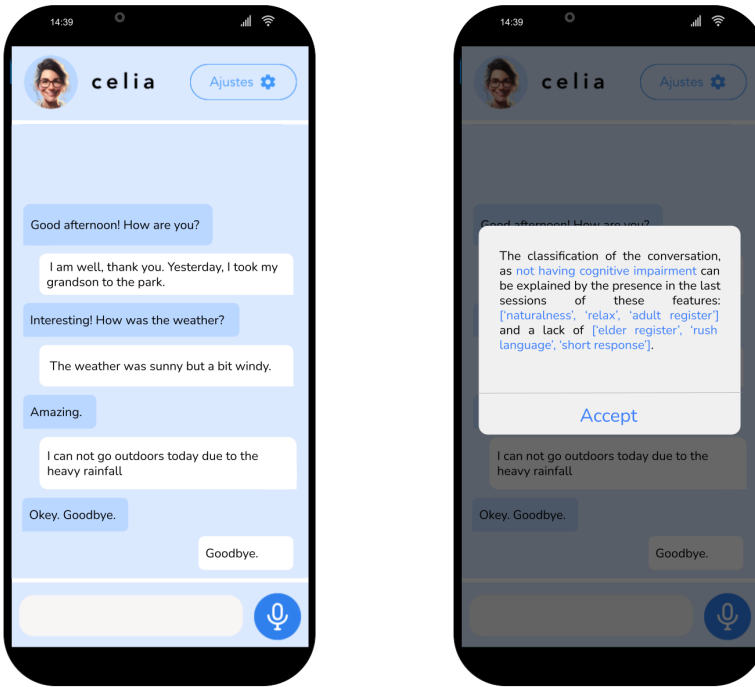 14:39
celia
Ajustes
Good afternoon! How are you?
I am well, thank you. Yesterday, I took my
grandson to the park.
Interesting! How was the weather?
The weather was sunny but a bit windy.
Amazing.
I can not go outdoors today due to the
heavy rainfall
Okey. Goodbye.
Goodbye.
14:39
celia
Ajustes
Good afternoon! How are you?
The classification of the conversation,
as not having cognitive impairment can
be explained by the presence in the last
sessions of these features:
['naturalness', 'relax', 'adult register']
and a lack of ['elder register', 'rush
language', 'short response'].
Accept
I can not go outdoors today due to the
heavy rainfall
Okey. Goodbye.
Goodbye.